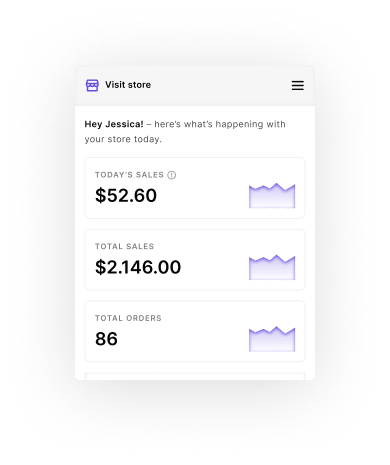 Visit store
Hey Jessica! – here's what's happening with
your store today.
TODAY'S SALES
$52.60
TOTAL SALES
$2.146.00
TOTAL ORDERS
86